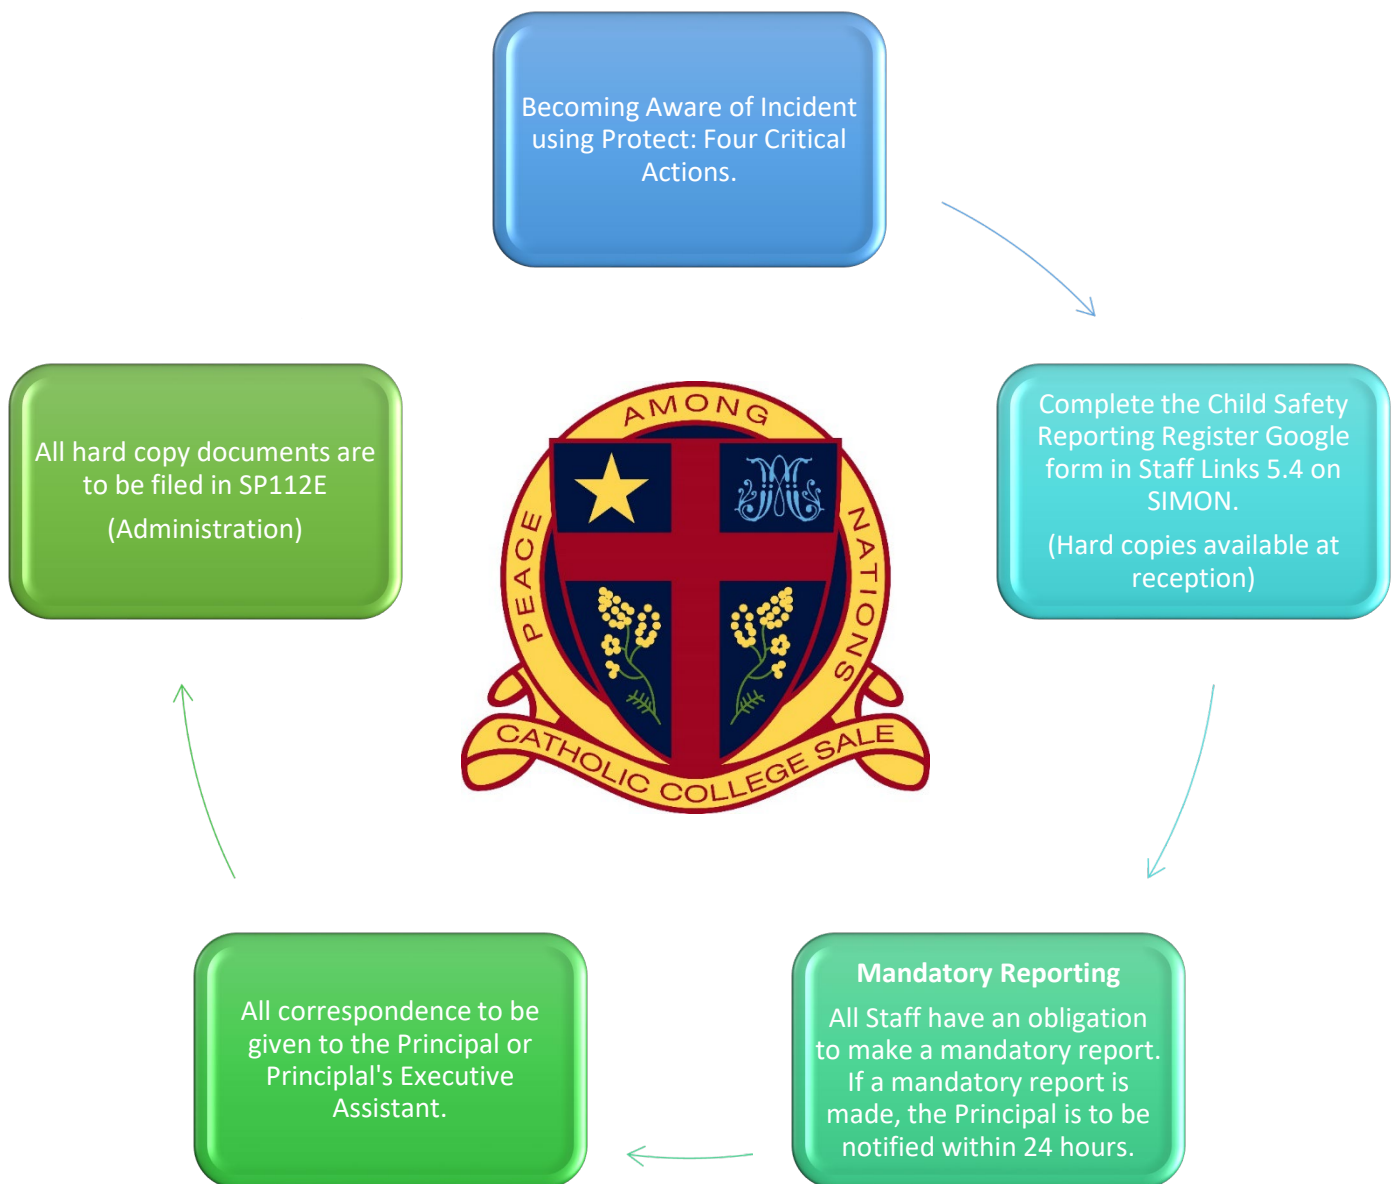 Becoming Aware of Incident
using Protect: Four Critical
Actions.
Complete the Child Safety
Reporting Register Google
form in Staff Links 5.4 on
SIMON.
(Hard copies available at
reception)
Mandatory Reporting
All Staff have an obligation
to make a mandatory report.
If a mandatory report is
made, the Principal is to be
notified within 24 hours.
All correspondence to be
given to the Principal or
Principlal's Executive
Assistant.
All hard copy documents are
to be filed in SP112E
(Administration)
PEACE AMONG NATIONS
CATHOLIC COLLEGE SALE